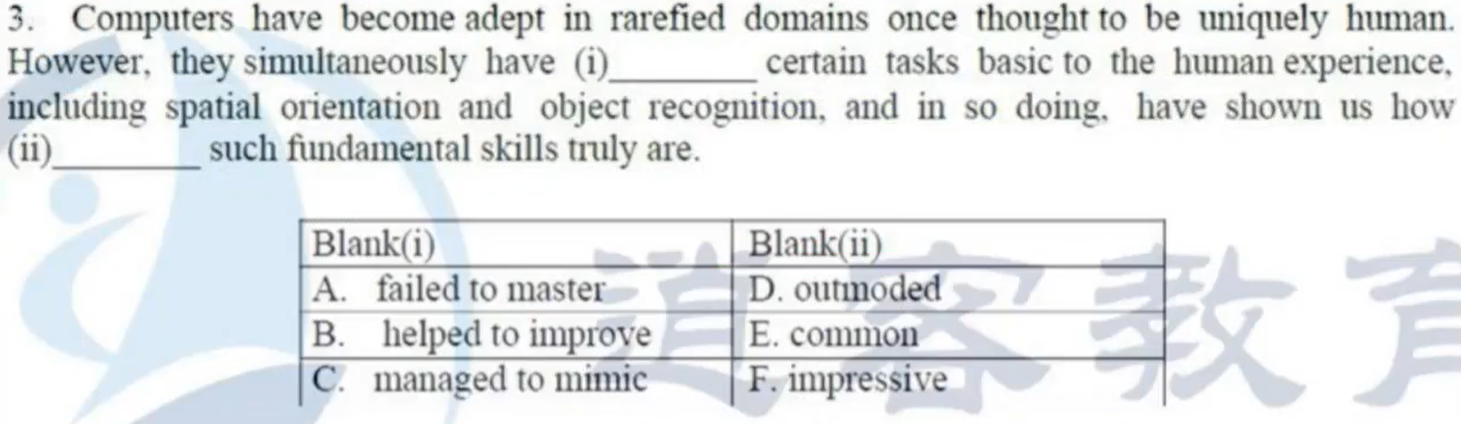 3. Computers have become adept in rarefied domains once thought to be uniquely human.
However, they simultaneously have (i)________ certain tasks basic to the human experience,
including spatial orientation and object recognition, and in so doing, have shown us how
(ii)________ such fundamental skills truly are.
Blank(i) Blank(ii)
A. failed to master D. outmoded
B. helped to improve E. common
C. managed to mimic F. impressive
逍客教育